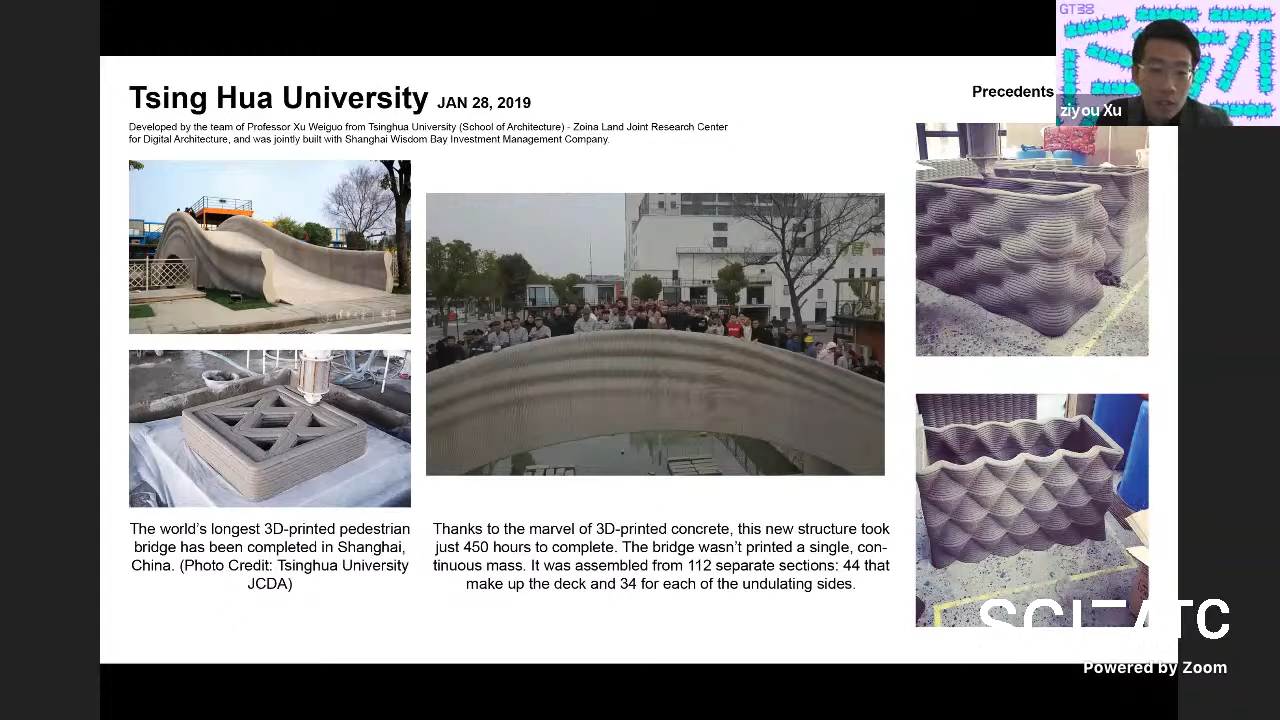 Tsing Hua University JAN 28, 2019
Developed by the team of Professor Xu Weiguo from Tsinghua University (School of Architecture) - Zoina Land Joint Research Center
for Digital Architecture, and was jointly built with Shanghai Wisdom Bay Investment Management Company.
Precedents
GT
ZIYOU
ZIYOU
ZIYOU
ziyou Xu
The world's longest 3D-printed pedestrian
bridge has been completed in Shanghai,
China. (Photo Credit: Tsinghua University
JCDA)
Thanks to the marvel of 3D-printed concrete, this new structure took
just 450 hours to complete. The bridge wasn't printed a single, con-
tinuous mass. It was assembled from 112 separate sections: 44 that
make up the deck and 34 for each of the undulating sides.
Powered by Zoom